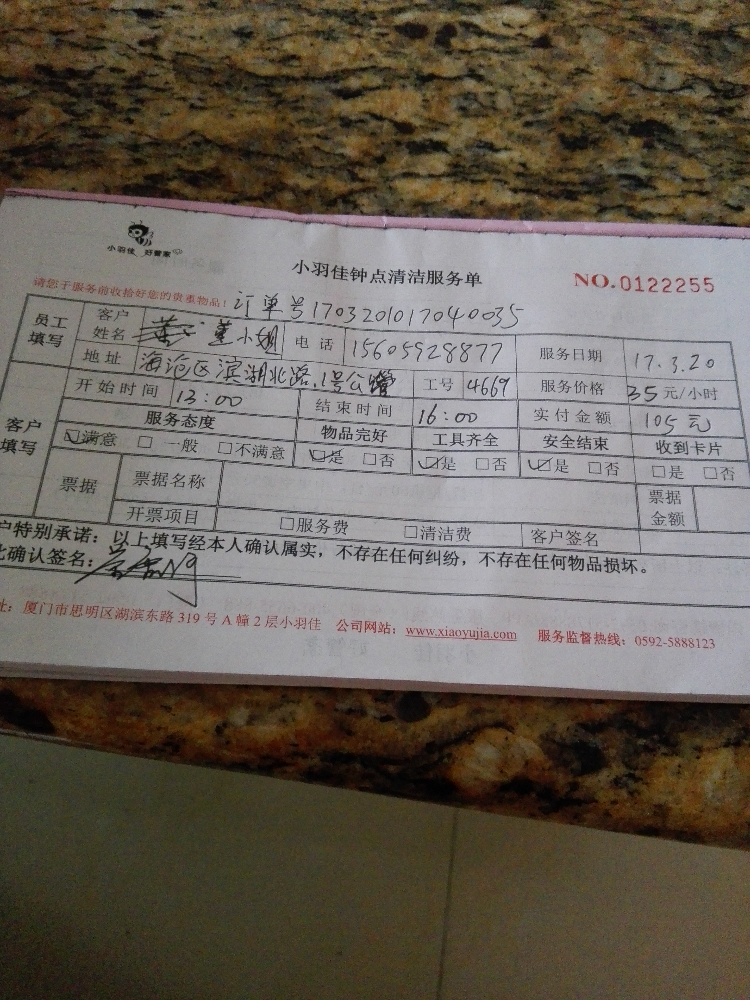 小羽佳 好管家
小羽佳钟点清洁服务单
NO.0122255
请您于服务前收拾好您的贵重物品!
订单号1703201017040035
员工填写
客户姓名 董小姐 电话 15605928877 服务日期 17.3.20
地址 海沧区滨湖北路,1号公馆 工号 4669 服务价格 35元/小时
客户填写
开始时间 13:00 结束时间 16:00 实付金额 105元
服务态度 物品完好 工具齐全 安全结束 收到卡片
☑满意 □一般 □不满意 ☑是 □否 ☑是 □否 ☑是 □否 □是 □否
票据 票据名称 票据金额
开票项目 □服务费 □清洁费 客户签名
户特别承诺:以上填写经本人确认属实,不存在任何纠纷,不存在任何物品损坏。
确认签名:
址:厦门市思明区湖滨东路319号A幢2层小羽佳 公司网站:www.xiaoyujia.com 服务监督热线:0592-5888123